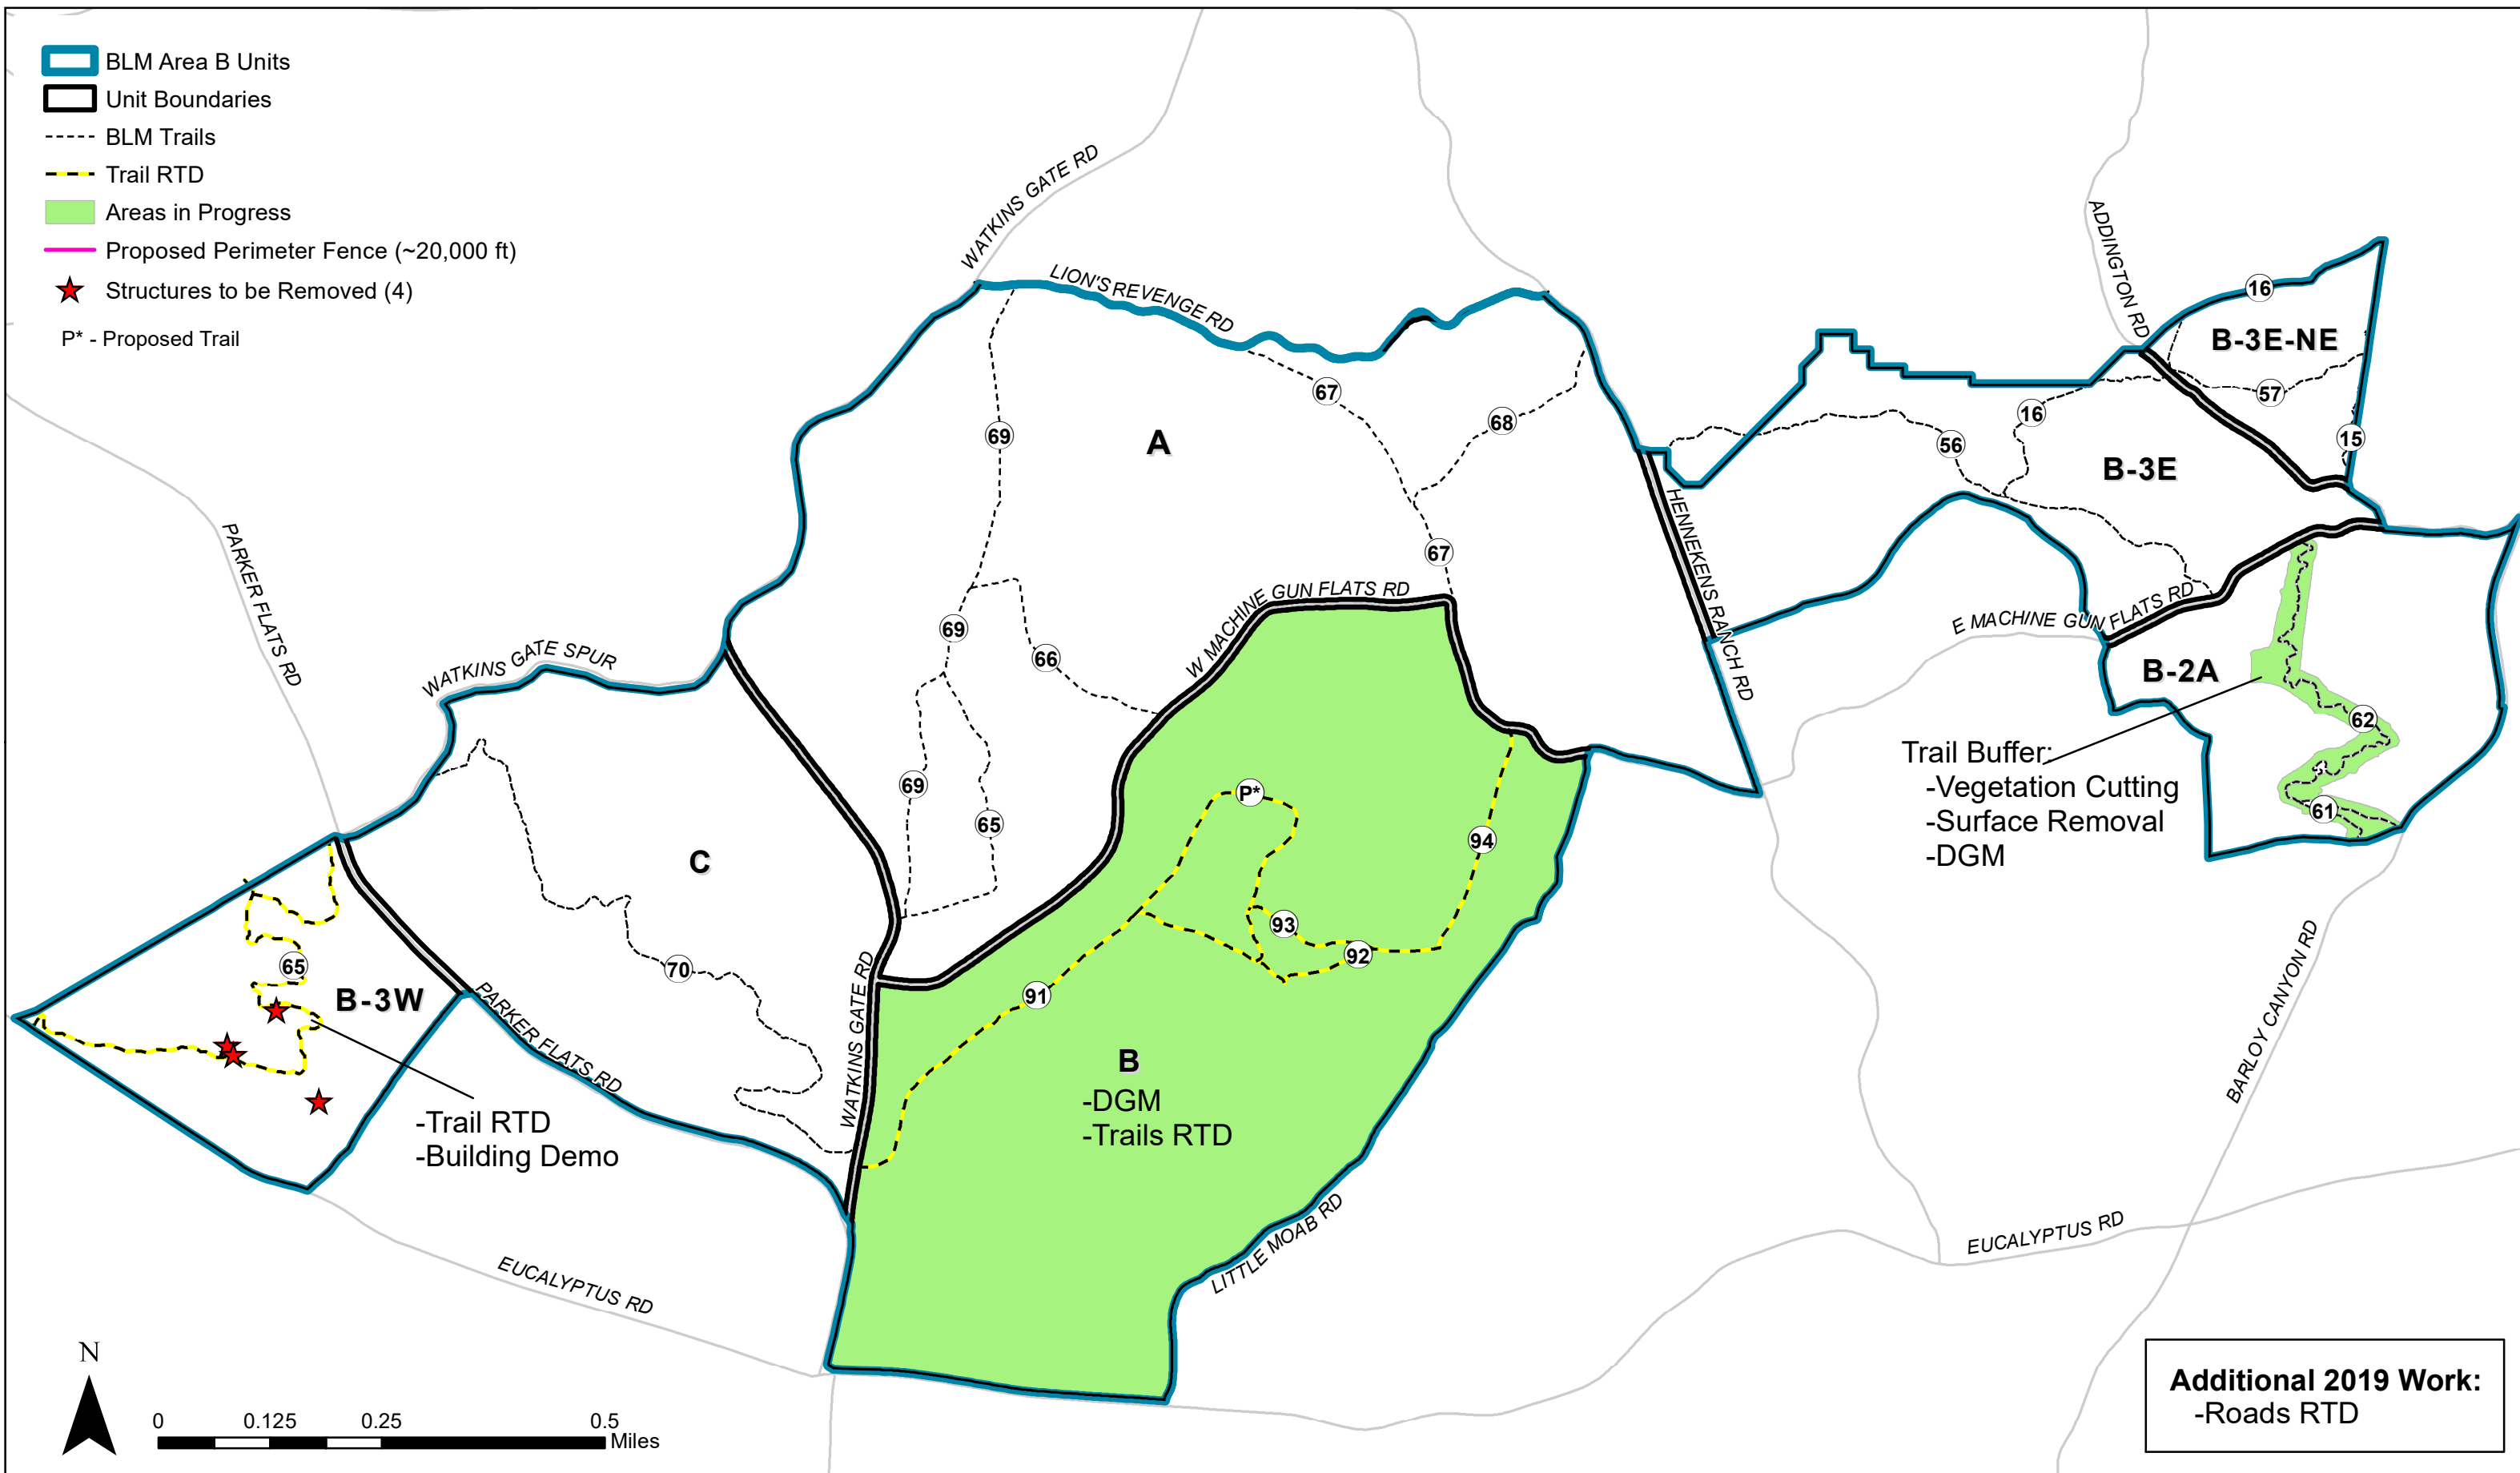 BLM Area B Units
Unit Boundaries
BLM Trails
Trail RTD
Areas in Progress
Proposed Perimeter Fence (~20,000 ft)
Structures to be Removed (4)
P* - Proposed Trail
WATKINS GATE RD
LION'S REVENGE RD
ADDINGTON RD
16
B-3E-NE
57
15
16
56
B-3E
69
67
68
A
67
HENNEKENS RANCH RD
PARKER FLATS RD
WATKINS GATE SPUR
69
66
W MACHINE GUN FLATS RD
E MACHINE GUN FLATS RD
B-2A
62
61
Trail Buffer:
-Vegetation Cutting
-Surface Removal
-DGM
69
65
P*
94
93
92
91
C
70
65
B-3W
PARKER FLATS RD
WATKINS GATE RD
-Trail RTD
-Building Demo
B
-DGM
-Trails RTD
LITTLE MOAB RD
BARLOY CANYON RD
EUCALYPTUS RD
EUCALYPTUS RD
N
0 0.125 0.25 0.5
Miles
Additional 2019 Work:
-Roads RTD